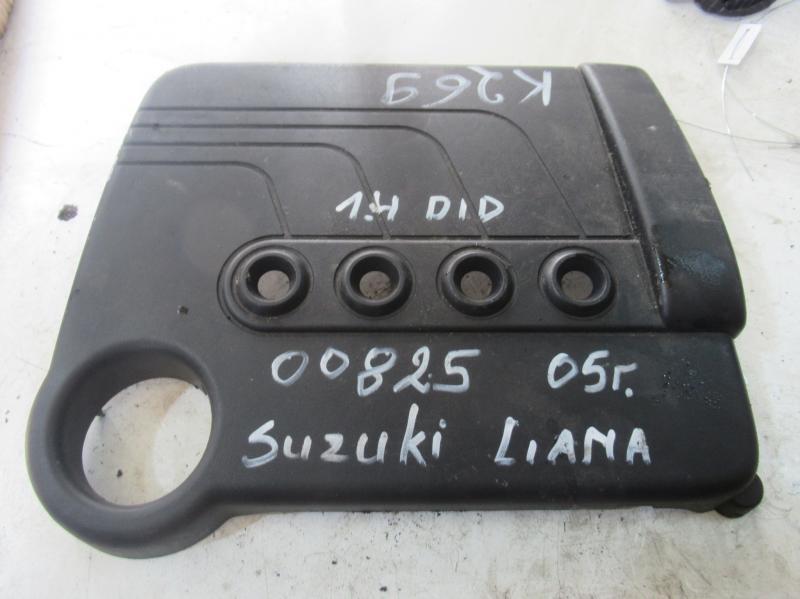 K269
1.4 DID
00825 05г.
Suzuki LIANA